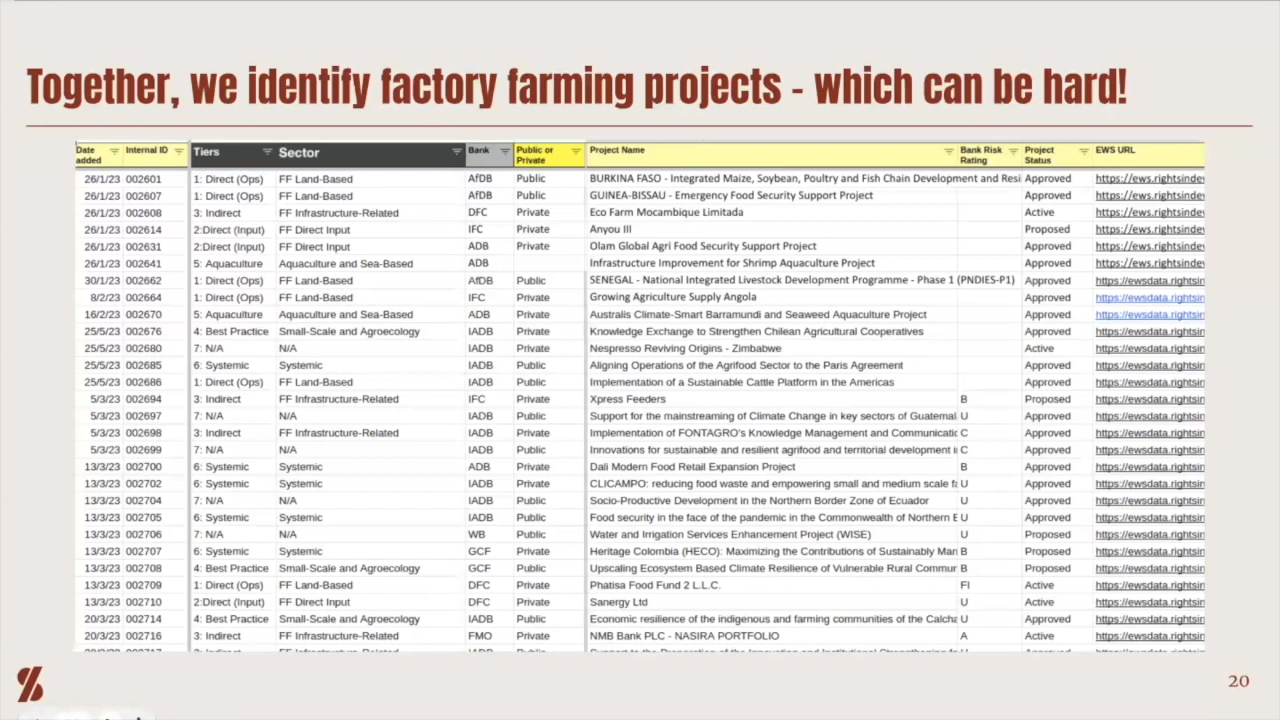 Together, we identify factory farming projects - which can be hard!
Date added Internal ID Tiers Sector Bank Public or Private Project Name Bank Risk Rating Project Status EWS URL
26/1/23 002601 1: Direct (Ops) FF Land-Based AfDB Public BURKINA FASO - Integrated Maize, Soybean, Poultry and Fish Chain Development and Resi Approved https://ews.rightsindev
26/1/23 002607 1: Direct (Ops) FF Land-Based AfDB Public GUINEA-BISSAU - Emergency Food Security Support Project Approved https://ews.rightsindev
26/1/23 002608 3: Indirect FF Infrastructure-Related DFC Private Eco Farm Mocambique Limitada Active https://ews.rightsindev
26/1/23 002614 2:Direct (Input) FF Direct Input IFC Private Anyou III Proposed https://ews.rightsindev
26/1/23 002631 2:Direct (Input) FF Direct Input ADB Private Olam Global Agri Food Security Support Project Approved https://ews.rightsindev
26/1/23 002641 5: Aquaculture Aquaculture and Sea-Based ADB Infrastructure Improvement for Shrimp Aquaculture Project Approved https://ews.rightsindev
30/1/23 002662 1: Direct (Ops) FF Land-Based AfDB Public SENEGAL - National Integrated Livestock Development Programme - Phase 1 (PNDIES-P1) Approved https://ewsdata.rightsin
8/2/23 002664 1: Direct (Ops) FF Land-Based IFC Private Growing Agriculture Supply Angola Approved https://ewsdata.rightsin
16/2/23 002670 5: Aquaculture Aquaculture and Sea-Based ADB Private Australis Climate-Smart Barramundi and Seaweed Aquaculture Project Approved https://ewsdata.rightsin
25/5/23 002676 4: Best Practice Small-Scale and Agroecology IADB Private Knowledge Exchange to Strengthen Chilean Agricultural Cooperatives Approved https://ewsdata.rightsin
25/5/23 002680 7: N/A N/A IADB Private Nespresso Reviving Origins - Zimbabwe Active https://ewsdata.rightsin
25/5/23 002685 6: Systemic Systemic IADB Public Aligning Operations of the Agrifood Sector to the Paris Agreement Approved https://ewsdata.rightsin
25/5/23 002686 1: Direct (Ops) FF Land-Based IADB Public Implementation of a Sustainable Cattle Platform in the Americas Approved https://ewsdata.rightsin
5/3/23 002694 3: Indirect FF Infrastructure-Related IFC Private Xpress Feeders B Proposed https://ewsdata.rightsin
5/3/23 002697 7: N/A N/A IADB Public Support for the mainstreaming of Climate Change in key sectors of Guatemal U Approved https://ewsdata.rightsin
5/3/23 002698 3: Indirect FF Infrastructure-Related IADB Private Implementation of FONTAGRO's Knowledge Management and Communicatio C Approved https://ewsdata.rightsin
5/3/23 002699 7: N/A N/A IADB Public Innovations for sustainable and resilient agrifood and territorial development i C Approved https://ewsdata.rightsin
13/3/23 002700 6: Systemic Systemic ADB Private Dali Modern Food Retail Expansion Project B Approved https://ewsdata.rightsin
13/3/23 002702 6: Systemic Systemic IADB Private CLICAMPO: reducing food waste and empowering small and medium scale fa U Approved https://ewsdata.rightsin
13/3/23 002704 7: N/A N/A IADB Public Socio-Productive Development in the Northern Border Zone of Ecuador U Approved https://ewsdata.rightsin
13/3/23 002705 6: Systemic Systemic IADB Public Food security in the face of the pandemic in the Commonwealth of Northern E U Approved https://ewsdata.rightsin
13/3/23 002706 7: N/A N/A WB Public Water and Irrigation Services Enhancement Project (WISE) U Proposed https://ewsdata.rightsin
13/3/23 002707 6: Systemic Systemic GCF Private Heritage Colombia (HECO): Maximizing the Contributions of Sustainably Man B Proposed https://ewsdata.rightsin
13/3/23 002708 4: Best Practice Small-Scale and Agroecology GCF Public Upscaling Ecosystem Based Climate Resilience of Vulnerable Rural Commur B Proposed https://ewsdata.rightsin
13/3/23 002709 1: Direct (Ops) FF Land-Based DFC Private Phatisa Food Fund 2 L.L.C. FI Active https://ewsdata.rightsin
13/3/23 002710 2:Direct (Input) FF Direct Input DFC Private Sanergy Ltd U Active https://ewsdata.rightsin
20/3/23 002714 4: Best Practice Small-Scale and Agroecology IADB Public Economic resilience of the indigenous and farming communities of the Calcha U Approved https://ewsdata.rightsin
20/3/23 002716 3: Indirect FF Infrastructure-Related FMO Private NMB Bank PLC - NASIRA PORTFOLIO A Active https://ewsdata.rightsin
20